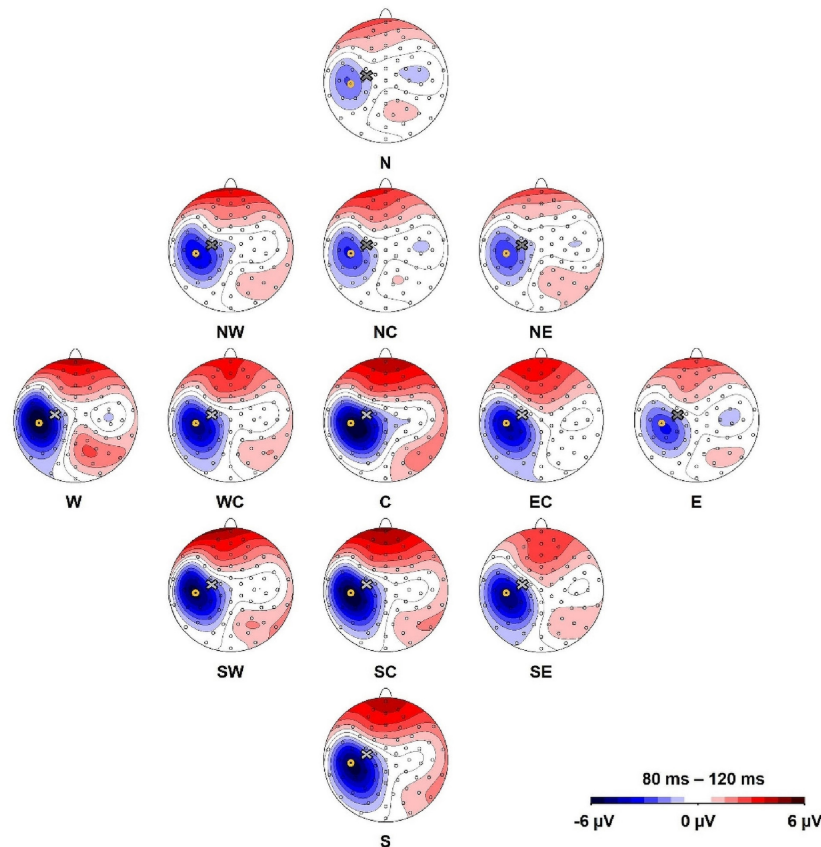 N
NW NC NE
W WC C EC E
SW SC SE
S
80 ms – 120 ms
-6 µV 0 µV 6 µV